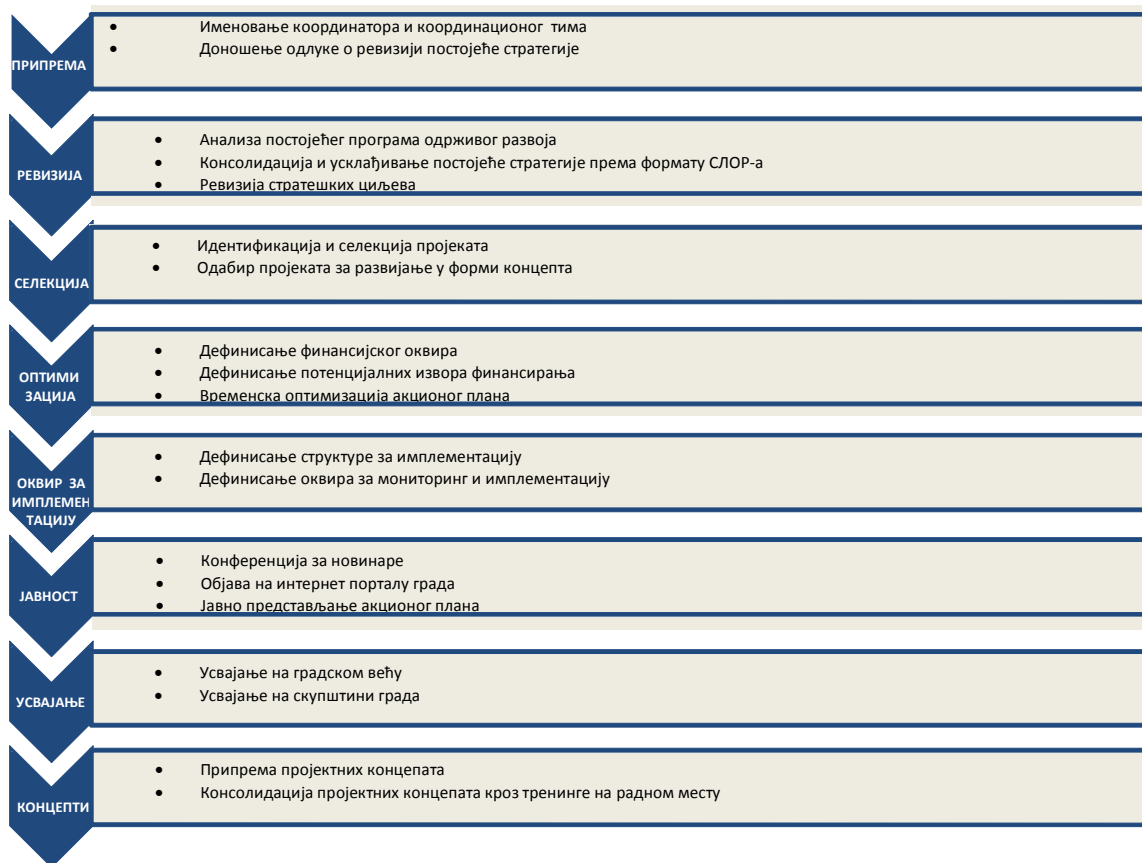 ПРИПРЕМА
• Именовање координатора и координационог тима
• Доношење одлуке о ревизији постојеће стратегије
РЕВИЗИЈА
• Анализа постојећег програма одрживог развоја
• Консолидација и усклађивање постојеће стратегије према формату СЛОР-а
• Ревизија стратешких циљева
СЕЛЕКЦИЈА
• Идентификација и селекција пројеката
• Одабир пројеката за развијање у форми концепта
ОПТИМИ
ЗАЦИЈА
• Дефинисање финансијског оквира
• Дефинисање потенцијалних извора финансирања
• Временска оптимизација акционог плана
ОКВИР ЗА
ИМПЛЕМЕН
ТАЦИЈУ
• Дефинисање структуре за имплементацију
• Дефинисање оквира за мониторинг и имплементацију
ЈАВНОСТ
• Конференција за новинаре
• Објава на интернет порталу града
• Јавно представљање акционог плана
УСВАЈАЊЕ
• Усвајање на градском већу
• Усвајање на скупштини града
КОНЦЕПТИ
• Припрема пројектних концепата
• Консолидација пројектних концепата кроз тренинге на радном месту